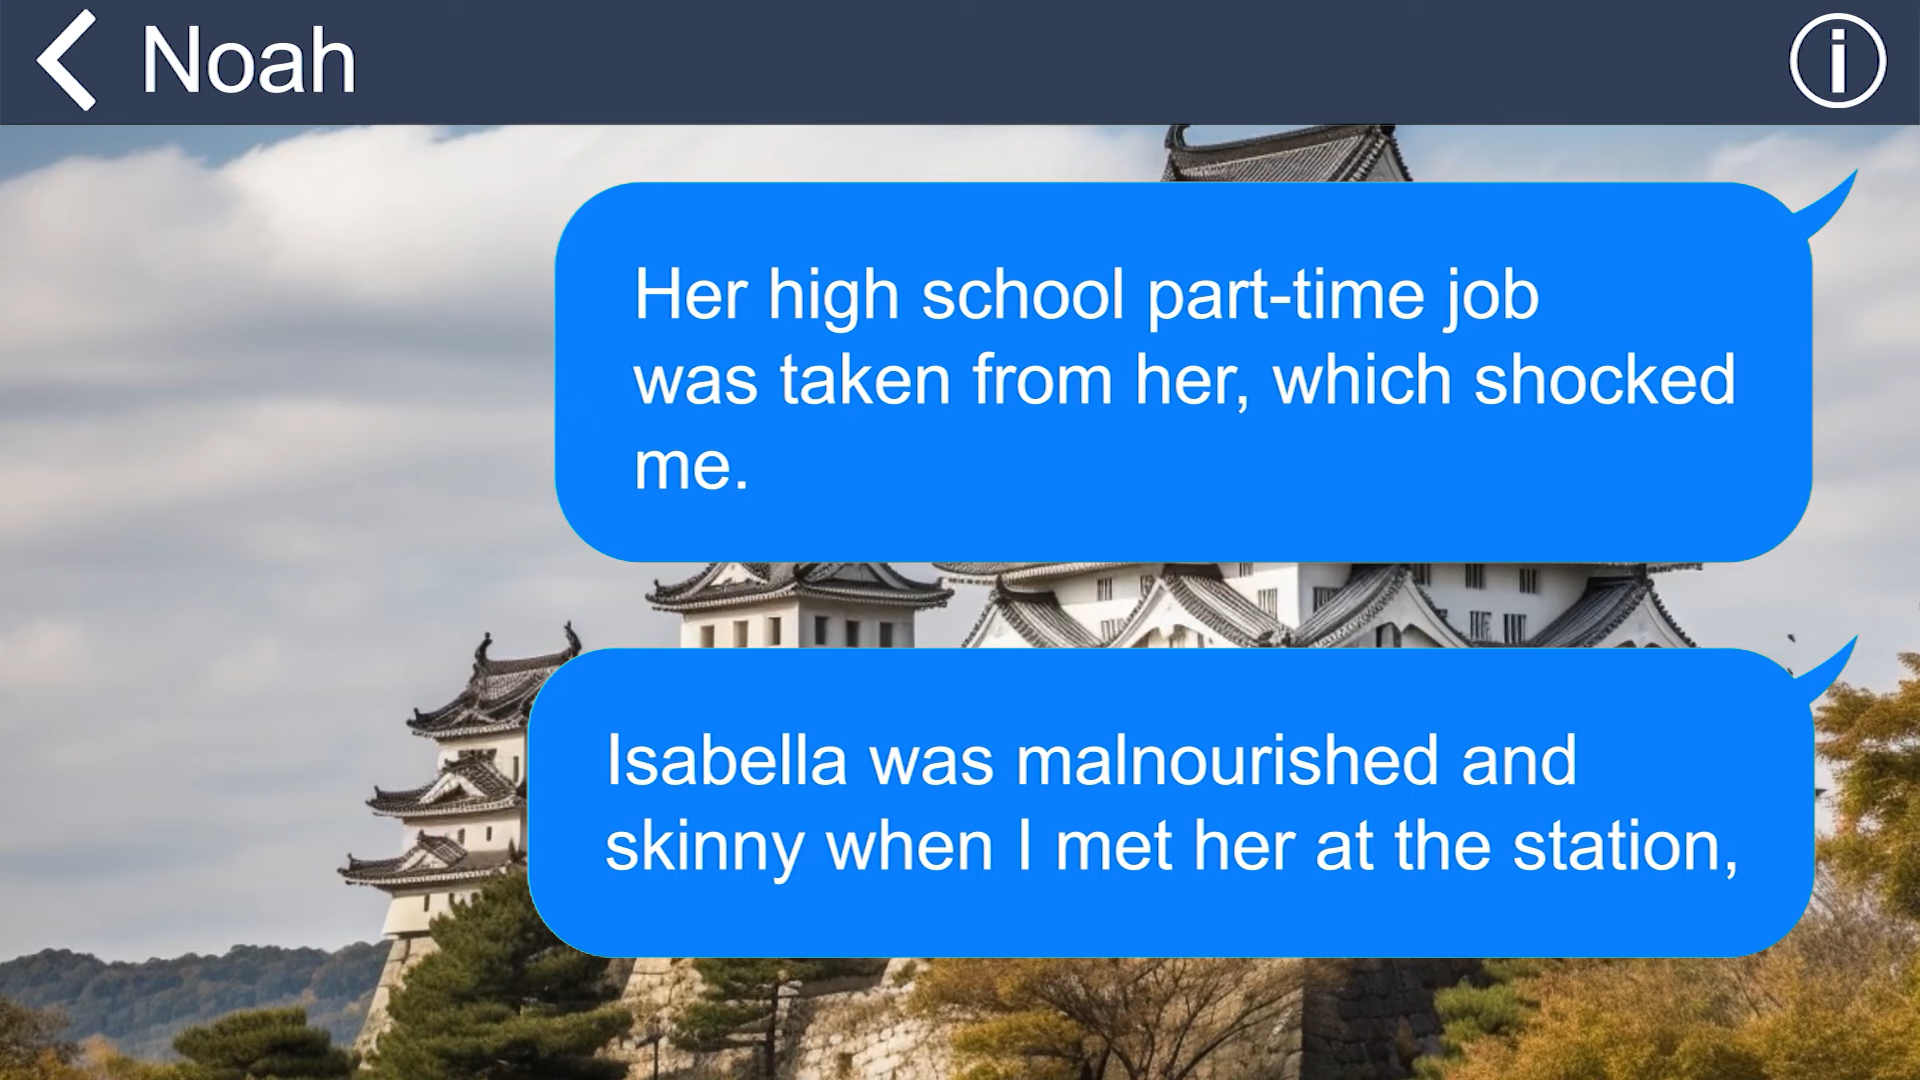 Noah
Her high school part-time job
was taken from her, which shocked
me.
Isabella was malnourished and
skinny when I met her at the station,